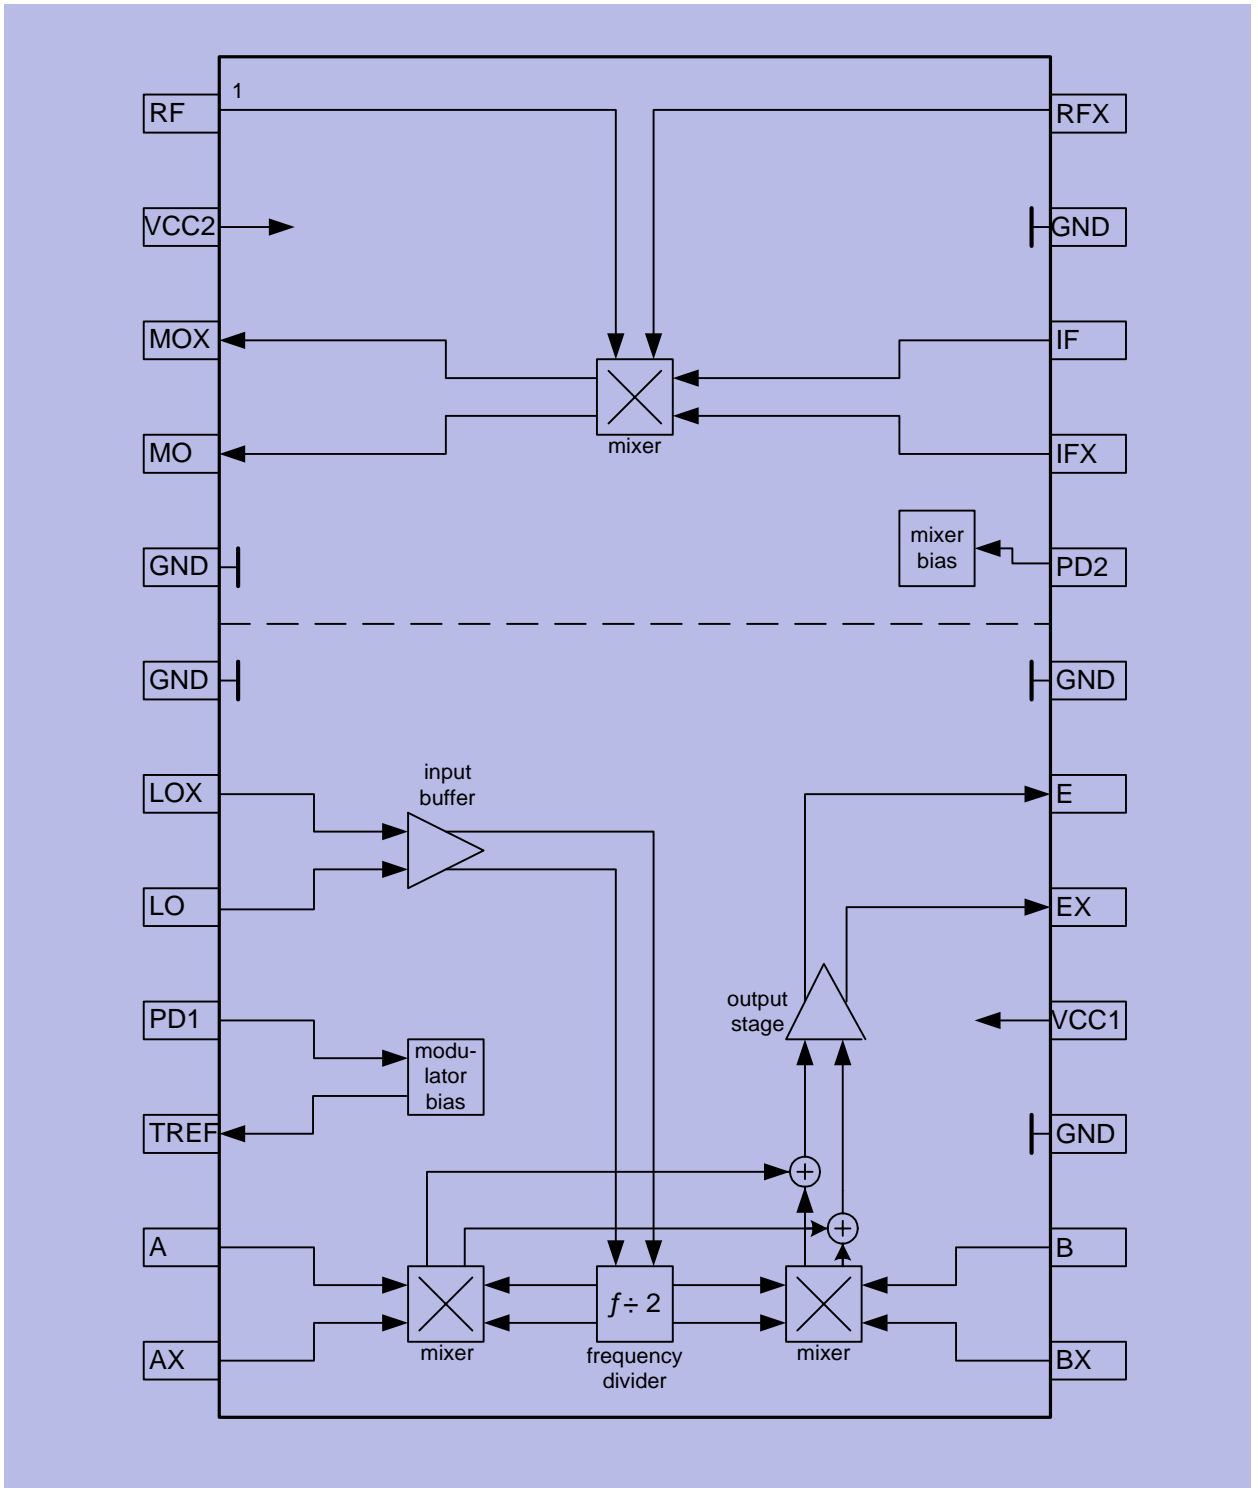 1
RF
RFX
VCC2
GND
MOX
IF
mixer
MO
IFX
mixer
bias
GND
PD2
GND
GND
input
buffer
LOX
E
LO
EX
output
stage
PD1
VCC1
modu-
lator
bias
TREF
GND
A
B
f ÷ 2
mixer
frequency
divider
mixer
AX
BX